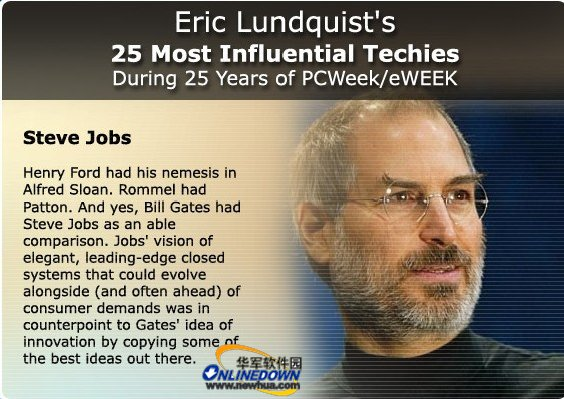 Eric Lundquist's
25 Most Influential Techies
During 25 Years of PCWeek/eWEEK
Steve Jobs
Henry Ford had his nemesis in
Alfred Sloan. Rommel had
Patton. And yes, Bill Gates had
Steve Jobs as an able
comparison. Jobs' vision of
elegant, leading-edge closed
systems that could evolve
alongside (and often ahead) of
consumer demands was in
counterpoint to Gates' idea of
innovation by copying some of
the best ideas out there.
华军软件园
ONLINEDOWN
www.newhua.com